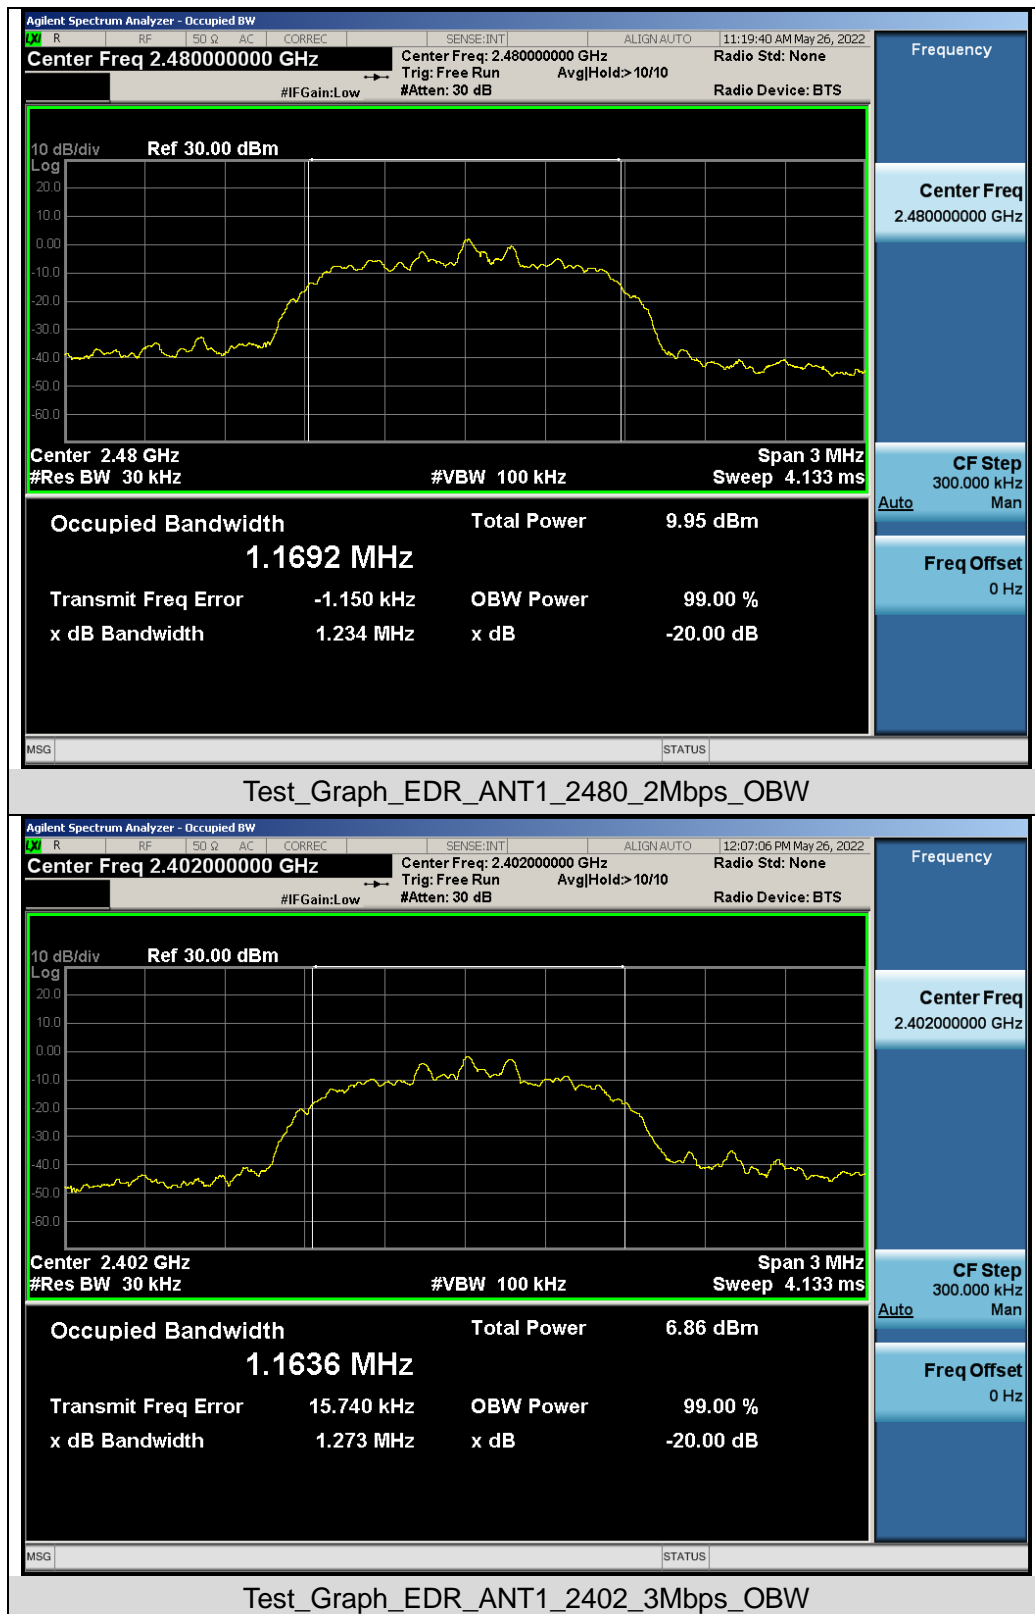 Agilent Spectrum Analyzer - Occupied BW
LXI R RF 50 Ω AC CORREC SENSE:INT ALIGN AUTO 11:19:40 AM May 26, 2022
Center Freq 2.480000000 GHz
Center Freq: 2.480000000 GHz
Radio Std: None
Trig: Free Run Avg|Hold:> 10/10
#IFGain:Low
#Atten: 30 dB
Radio Device: BTS
Frequency
10 dB/div Ref 30.00 dBm
Log
20.0
10.0
0.00
-10.0
-20.0
-30.0
-40.0
-50.0
-60.0
Center 2.48 GHz Span 3 MHz
#Res BW 30 kHz #VBW 100 kHz Sweep 4.133 ms
Center Freq
2.480000000 GHz
CF Step
300.000 kHz
Auto Man
Freq Offset
0 Hz
Occupied Bandwidth Total Power 9.95 dBm
1.1692 MHz
Transmit Freq Error -1.150 kHz OBW Power 99.00 %
x dB Bandwidth 1.234 MHz x dB -20.00 dB
MSG STATUS
Test_Graph_EDR_ANT1_2480_2Mbps_OBW
Agilent Spectrum Analyzer - Occupied BW
LXI R RF 50 Ω AC CORREC SENSE:INT ALIGN AUTO 12:07:06 PM May 26, 2022
Center Freq 2.402000000 GHz
Center Freq: 2.402000000 GHz
Radio Std: None
Trig: Free Run Avg|Hold:> 10/10
#IFGain:Low
#Atten: 30 dB
Radio Device: BTS
Frequency
10 dB/div Ref 30.00 dBm
Log
20.0
10.0
0.00
-10.0
-20.0
-30.0
-40.0
-50.0
-60.0
Center 2.402 GHz Span 3 MHz
#Res BW 30 kHz #VBW 100 kHz Sweep 4.133 ms
Center Freq
2.402000000 GHz
CF Step
300.000 kHz
Auto Man
Freq Offset
0 Hz
Occupied Bandwidth Total Power 6.86 dBm
1.1636 MHz
Transmit Freq Error 15.740 kHz OBW Power 99.00 %
x dB Bandwidth 1.273 MHz x dB -20.00 dB
MSG STATUS
Test_Graph_EDR_ANT1_2402_3Mbps_OBW